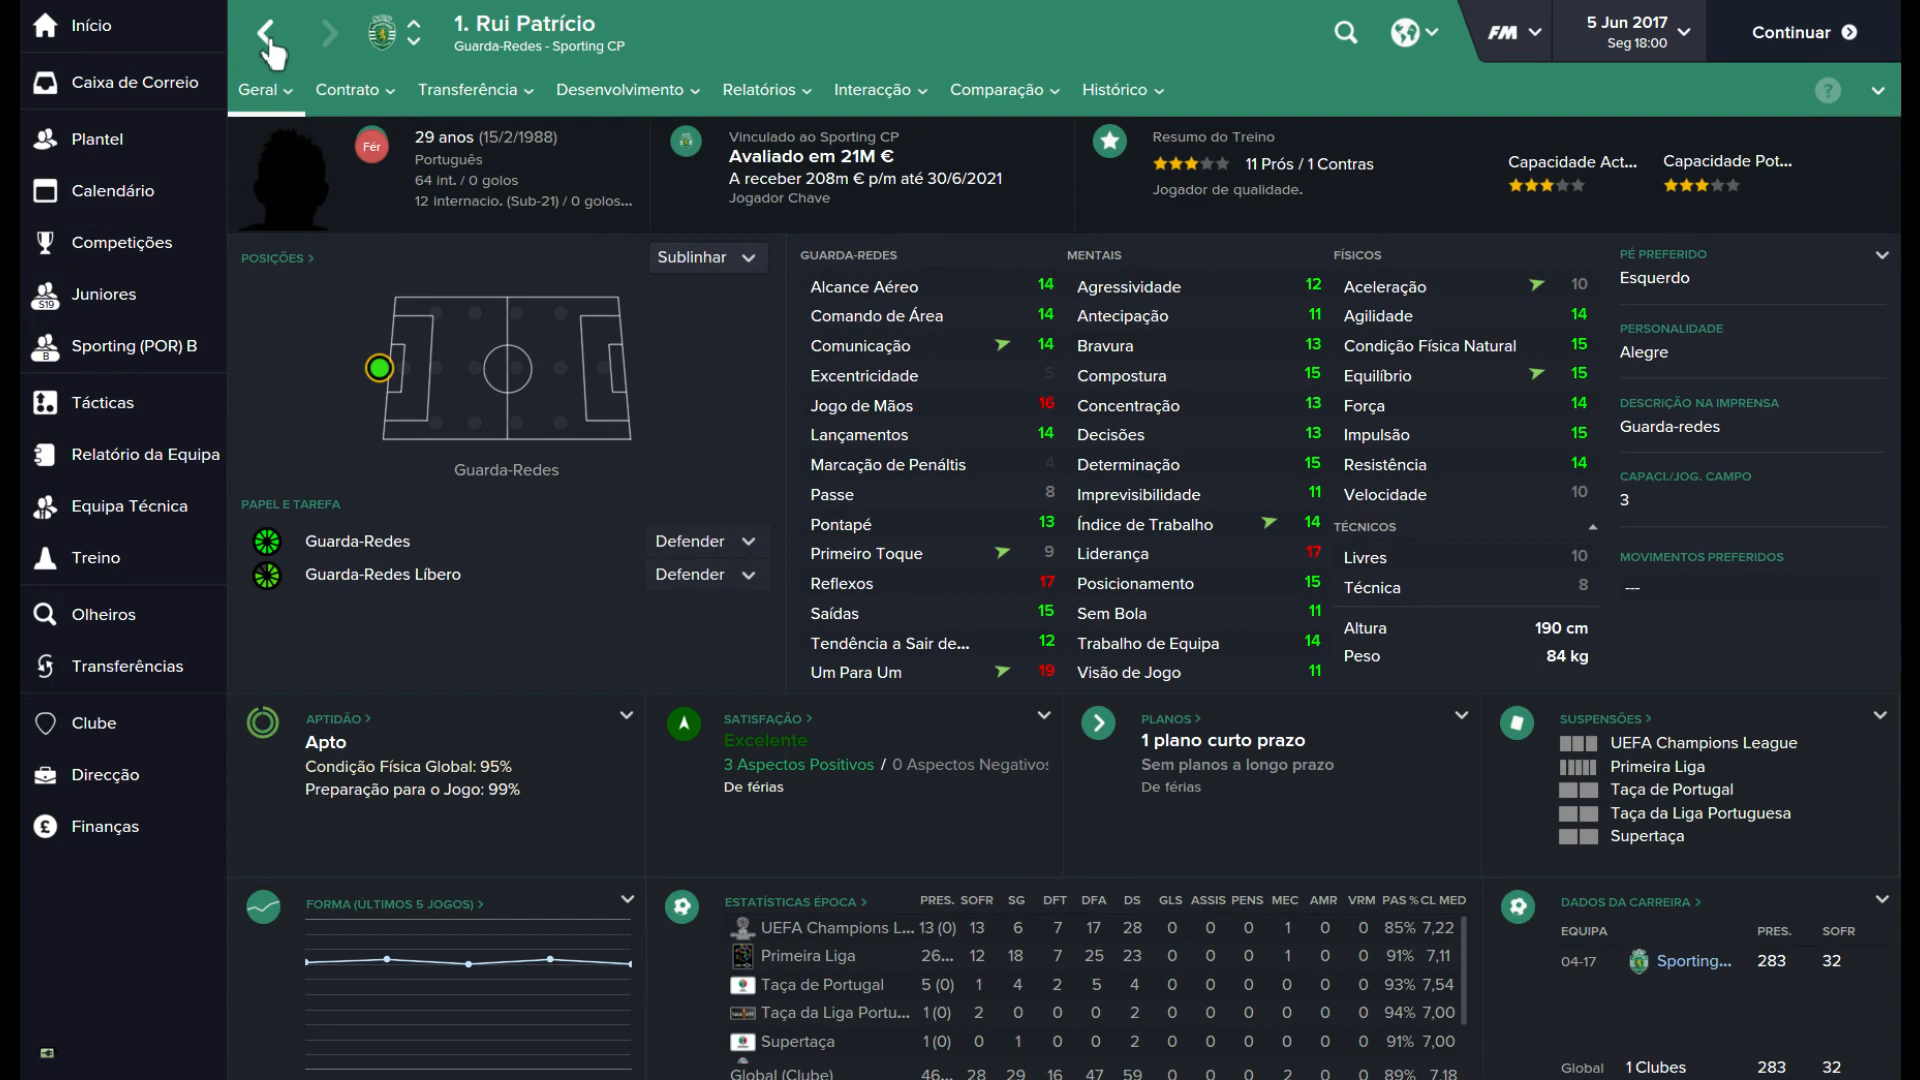 Início
Caixa de Correio
Plantel
Calendário
Competições
S19
Juniores
B
Sporting (POR) B
Tácticas
Relatório da Equipa
Equipa Técnica
Treino
Olheiros
Transferências
Clube
Direcção
Finanças
1. Rui Patrício
Guarda-Redes - Sporting CP
FM
5 Jun 2017
Seg 18:00
Continuar
Geral Contrato Transferência Desenvolvimento Relatórios Interacção Comparação Histórico ?
Fér
29 anos (15/2/1988)
Português
64 int. / 0 golos
12 internacio. (Sub-21) / 0 golos...
Vinculado ao Sporting CP
Avaliado em 21M €
A receber 208m € p/m até 30/6/2021
Jogador Chave
Resumo do Treino
11 Prós / 1 Contras
Jogador de qualidade.
Capacidade Act...
Capacidade Pot...
POSIÇÕES >
Sublinhar
Guarda-Redes
PAPEL E TAREFA
Guarda-Redes Defender
Guarda-Redes Líbero Defender
GUARDA-REDES
Alcance Aéreo 14
Comando de Área 14
Comunicação 14
Excentricidade 5
Jogo de Mãos 16
Lançamentos 14
Marcação de Penáltis 4
Passe 8
Pontapé 13
Primeiro Toque 9
Reflexos 17
Saídas 15
Tendência a Sair de... 12
Um Para Um 19
MENTAIS
Agressividade 12
Antecipação 11
Bravura 13
Compostura 15
Concentração 13
Decisões 13
Determinação 15
Imprevisibilidade 11
Índice de Trabalho 14
Liderança 17
Posicionamento 15
Sem Bola 11
Trabalho de Equipa 14
Visão de Jogo 11
FÍSICOS
Aceleração 10
Agilidade 14
Condição Física Natural 15
Equilíbrio 15
Força 14
Impulsão 15
Resistência 14
Velocidade 10
TÉCNICOS
Livres 10
Técnica 8
Altura 190 cm
Peso 84 kg
PÉ PREFERIDO
Esquerdo
PERSONALIDADE
Alegre
DESCRIÇÃO NA IMPRENSA
Guarda-redes
CAPACI./JOG. CAMPO
3
MOVIMENTOS PREFERIDOS
---
APTIDÃO >
Apto
Condição Física Global: 95%
Preparação para o Jogo: 99%
SATISFAÇÃO >
Excelente
3 Aspectos Positivos / 0 Aspectos Negativos
De férias
PLANOS >
1 plano curto prazo
Sem planos a longo prazo
De férias
SUSPENSÕES >
UEFA Champions League
Primeira Liga
Taça de Portugal
Taça da Liga Portuguesa
Supertaça
FORMA (ÚLTIMOS 5 JOGOS) >
ESTATÍSTICAS ÉPOCA > PRES. SOFR SG DFT DFA DS GLS ASSIS PENS MEC AMR VRM PAS % CL MED
UEFA Champions L... 13 (0) 13 6 7 17 28 0 0 0 1 0 0 85% 7,22
Primeira Liga 26... 12 18 7 25 23 0 0 0 1 0 0 91% 7,11
Taça de Portugal 5 (0) 1 4 2 5 4 0 0 0 0 0 0 93% 7,54
Taça da Liga Portu... 1 (0) 2 0 0 0 2 0 0 0 0 0 0 94% 7,00
Supertaça 1 (0) 0 1 0 0 2 0 0 0 0 0 0 91% 7,00
Global (Clube) 46... 28 29 16 47 59 0 0 0 2 0 0 89% 7,18
DADOS DA CARREIRA >
EQUIPA PRES. SOFR
04-17 Sporting... 283 32
Global 1 Clubes 283 32